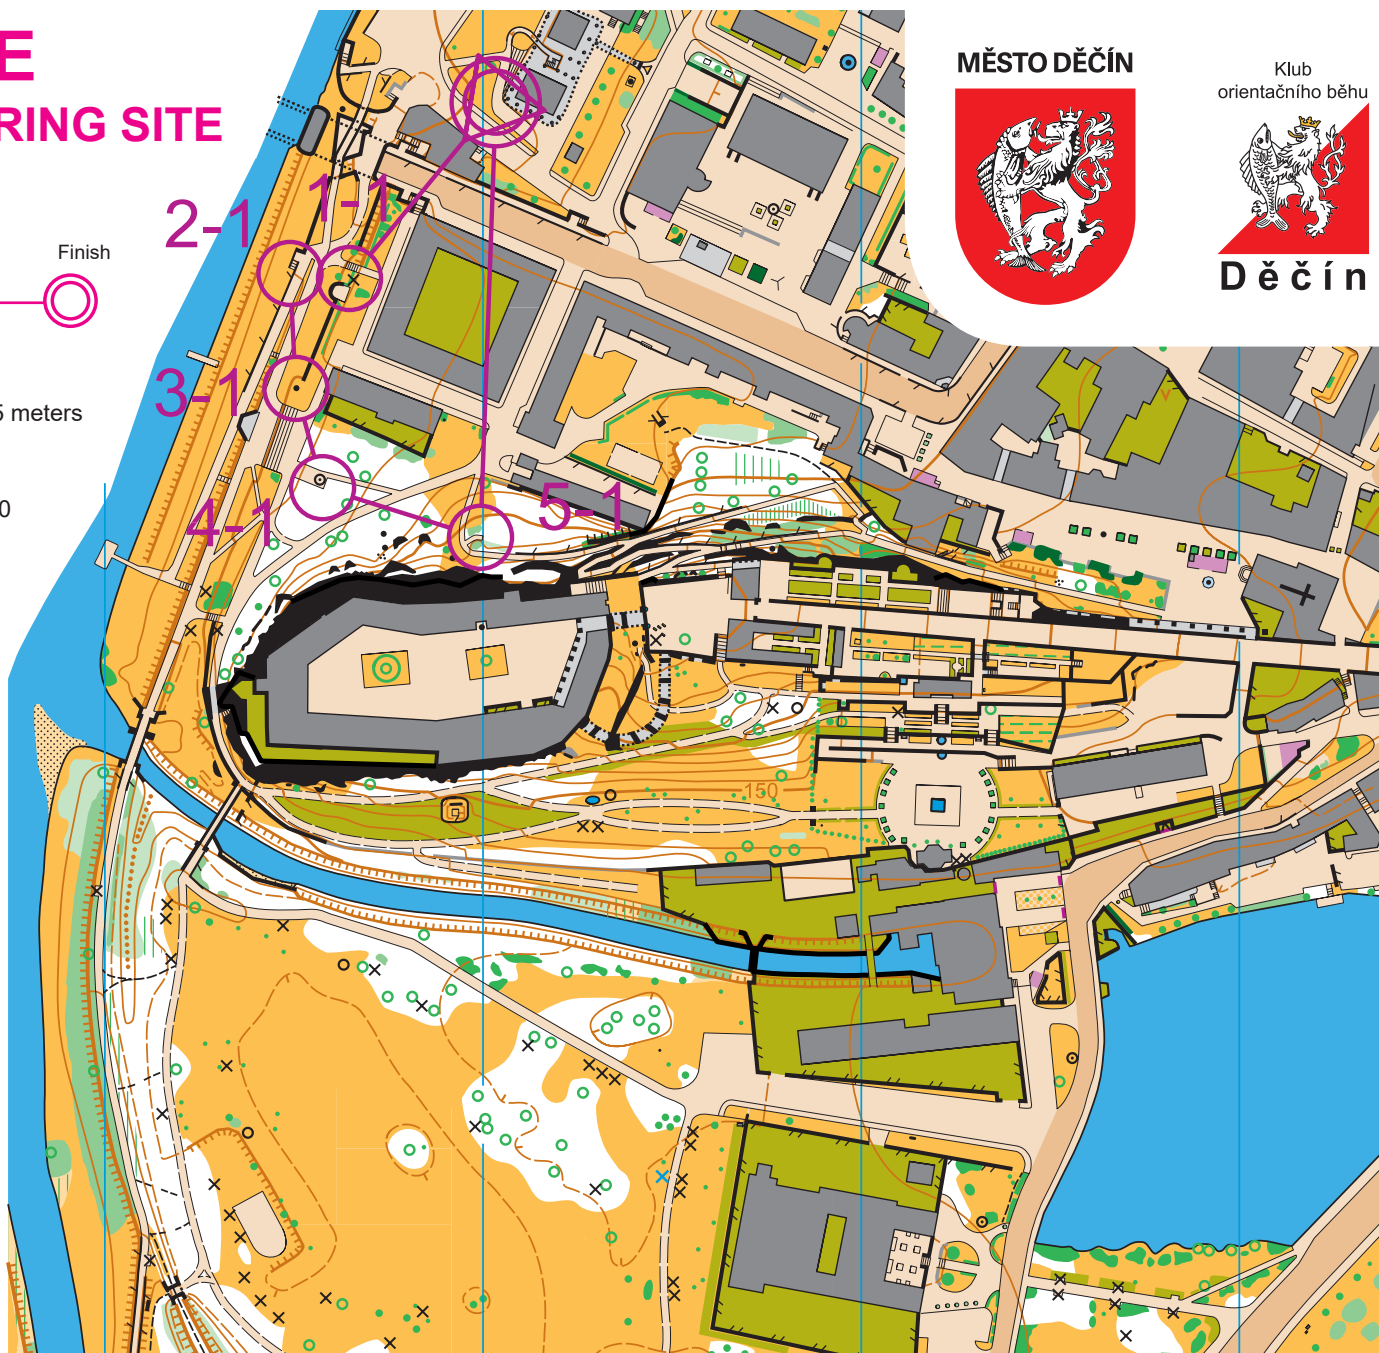 E
RING SITE
MĚSTO DĚČÍN
Klub
orientačního běhu
Děčín
Finish
5 meters
0
1-1
2-1
3-1
4-1
5-1
150